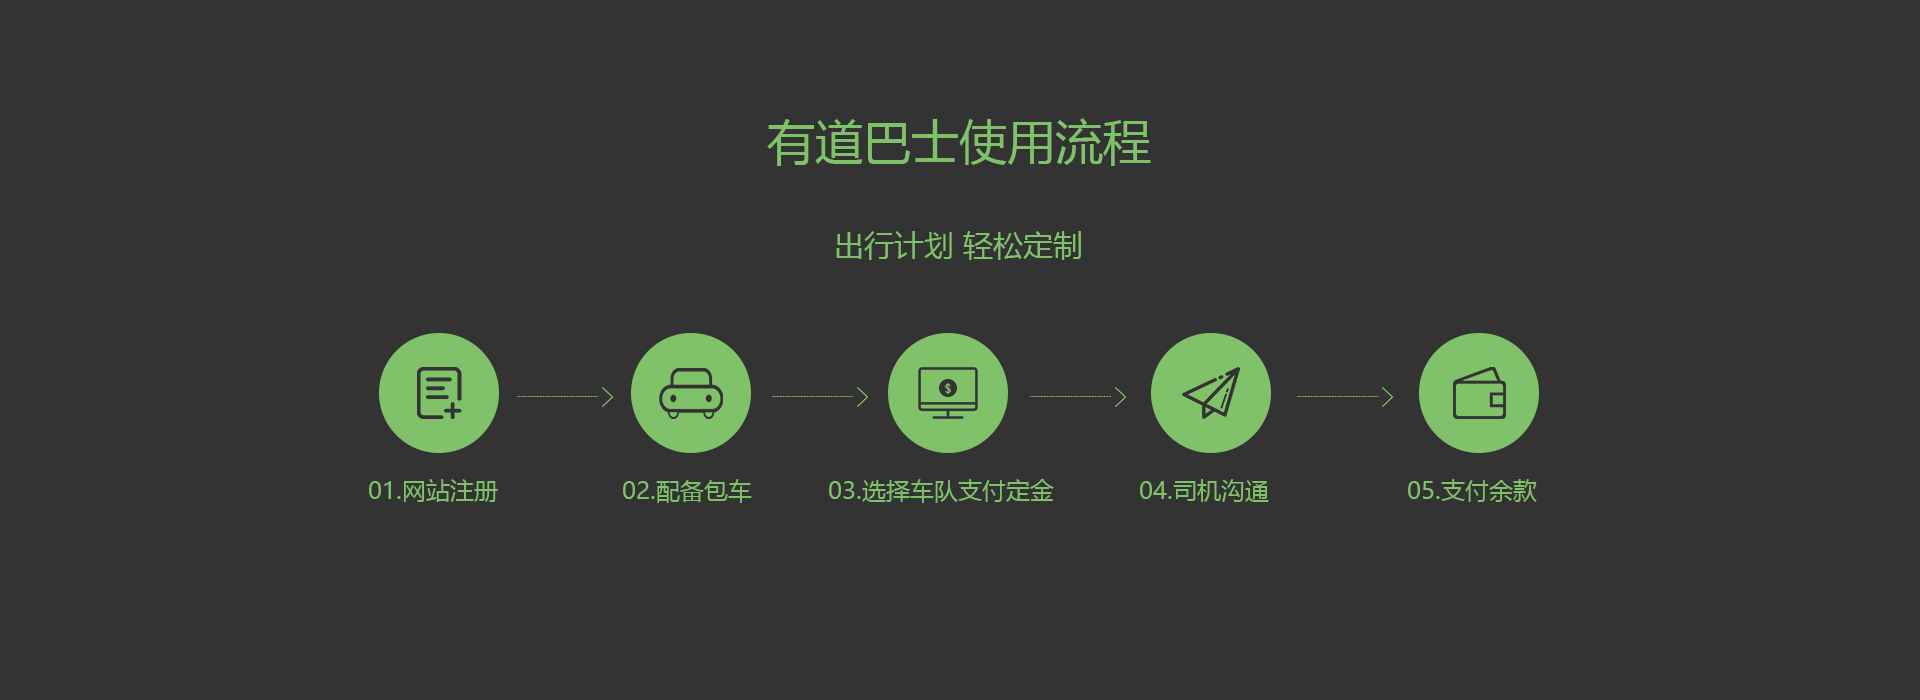 有道巴士使用流程
出行计划 轻松定制
01.网站注册
02.配备包车
03.选择车队支付定金
04.司机沟通
05.支付余款